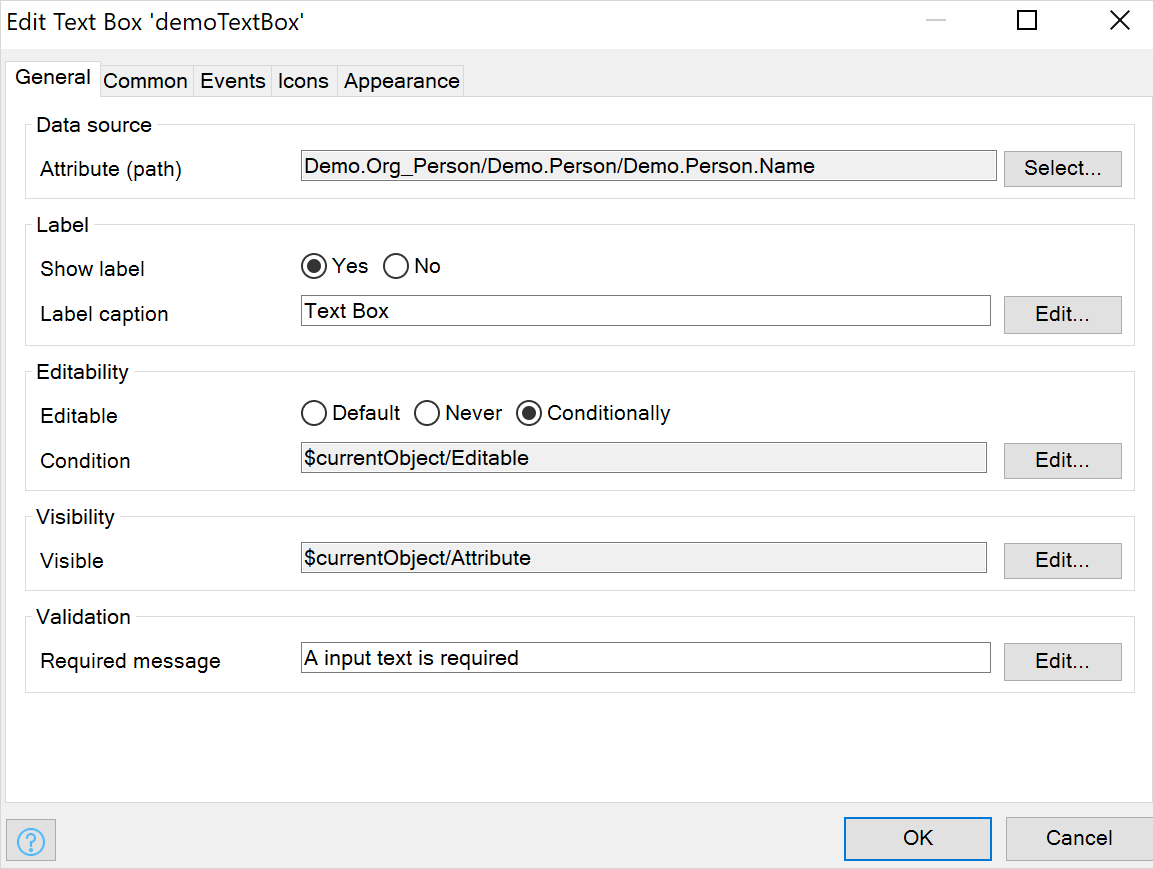 Edit Text Box 'demoTextBox'
General Common Events Icons Appearance
Data source
Attribute (path) Demo.Org_Person/Demo.Person/Demo.Person.Name Select...
Label
Show label Yes No
Label caption Text Box Edit...
Editability
Editable Default Never Conditionally
Condition $currentObject/Editable Edit...
Visibility
Visible $currentObject/Attribute Edit...
Validation
Required message A input text is required Edit...
? OK Cancel